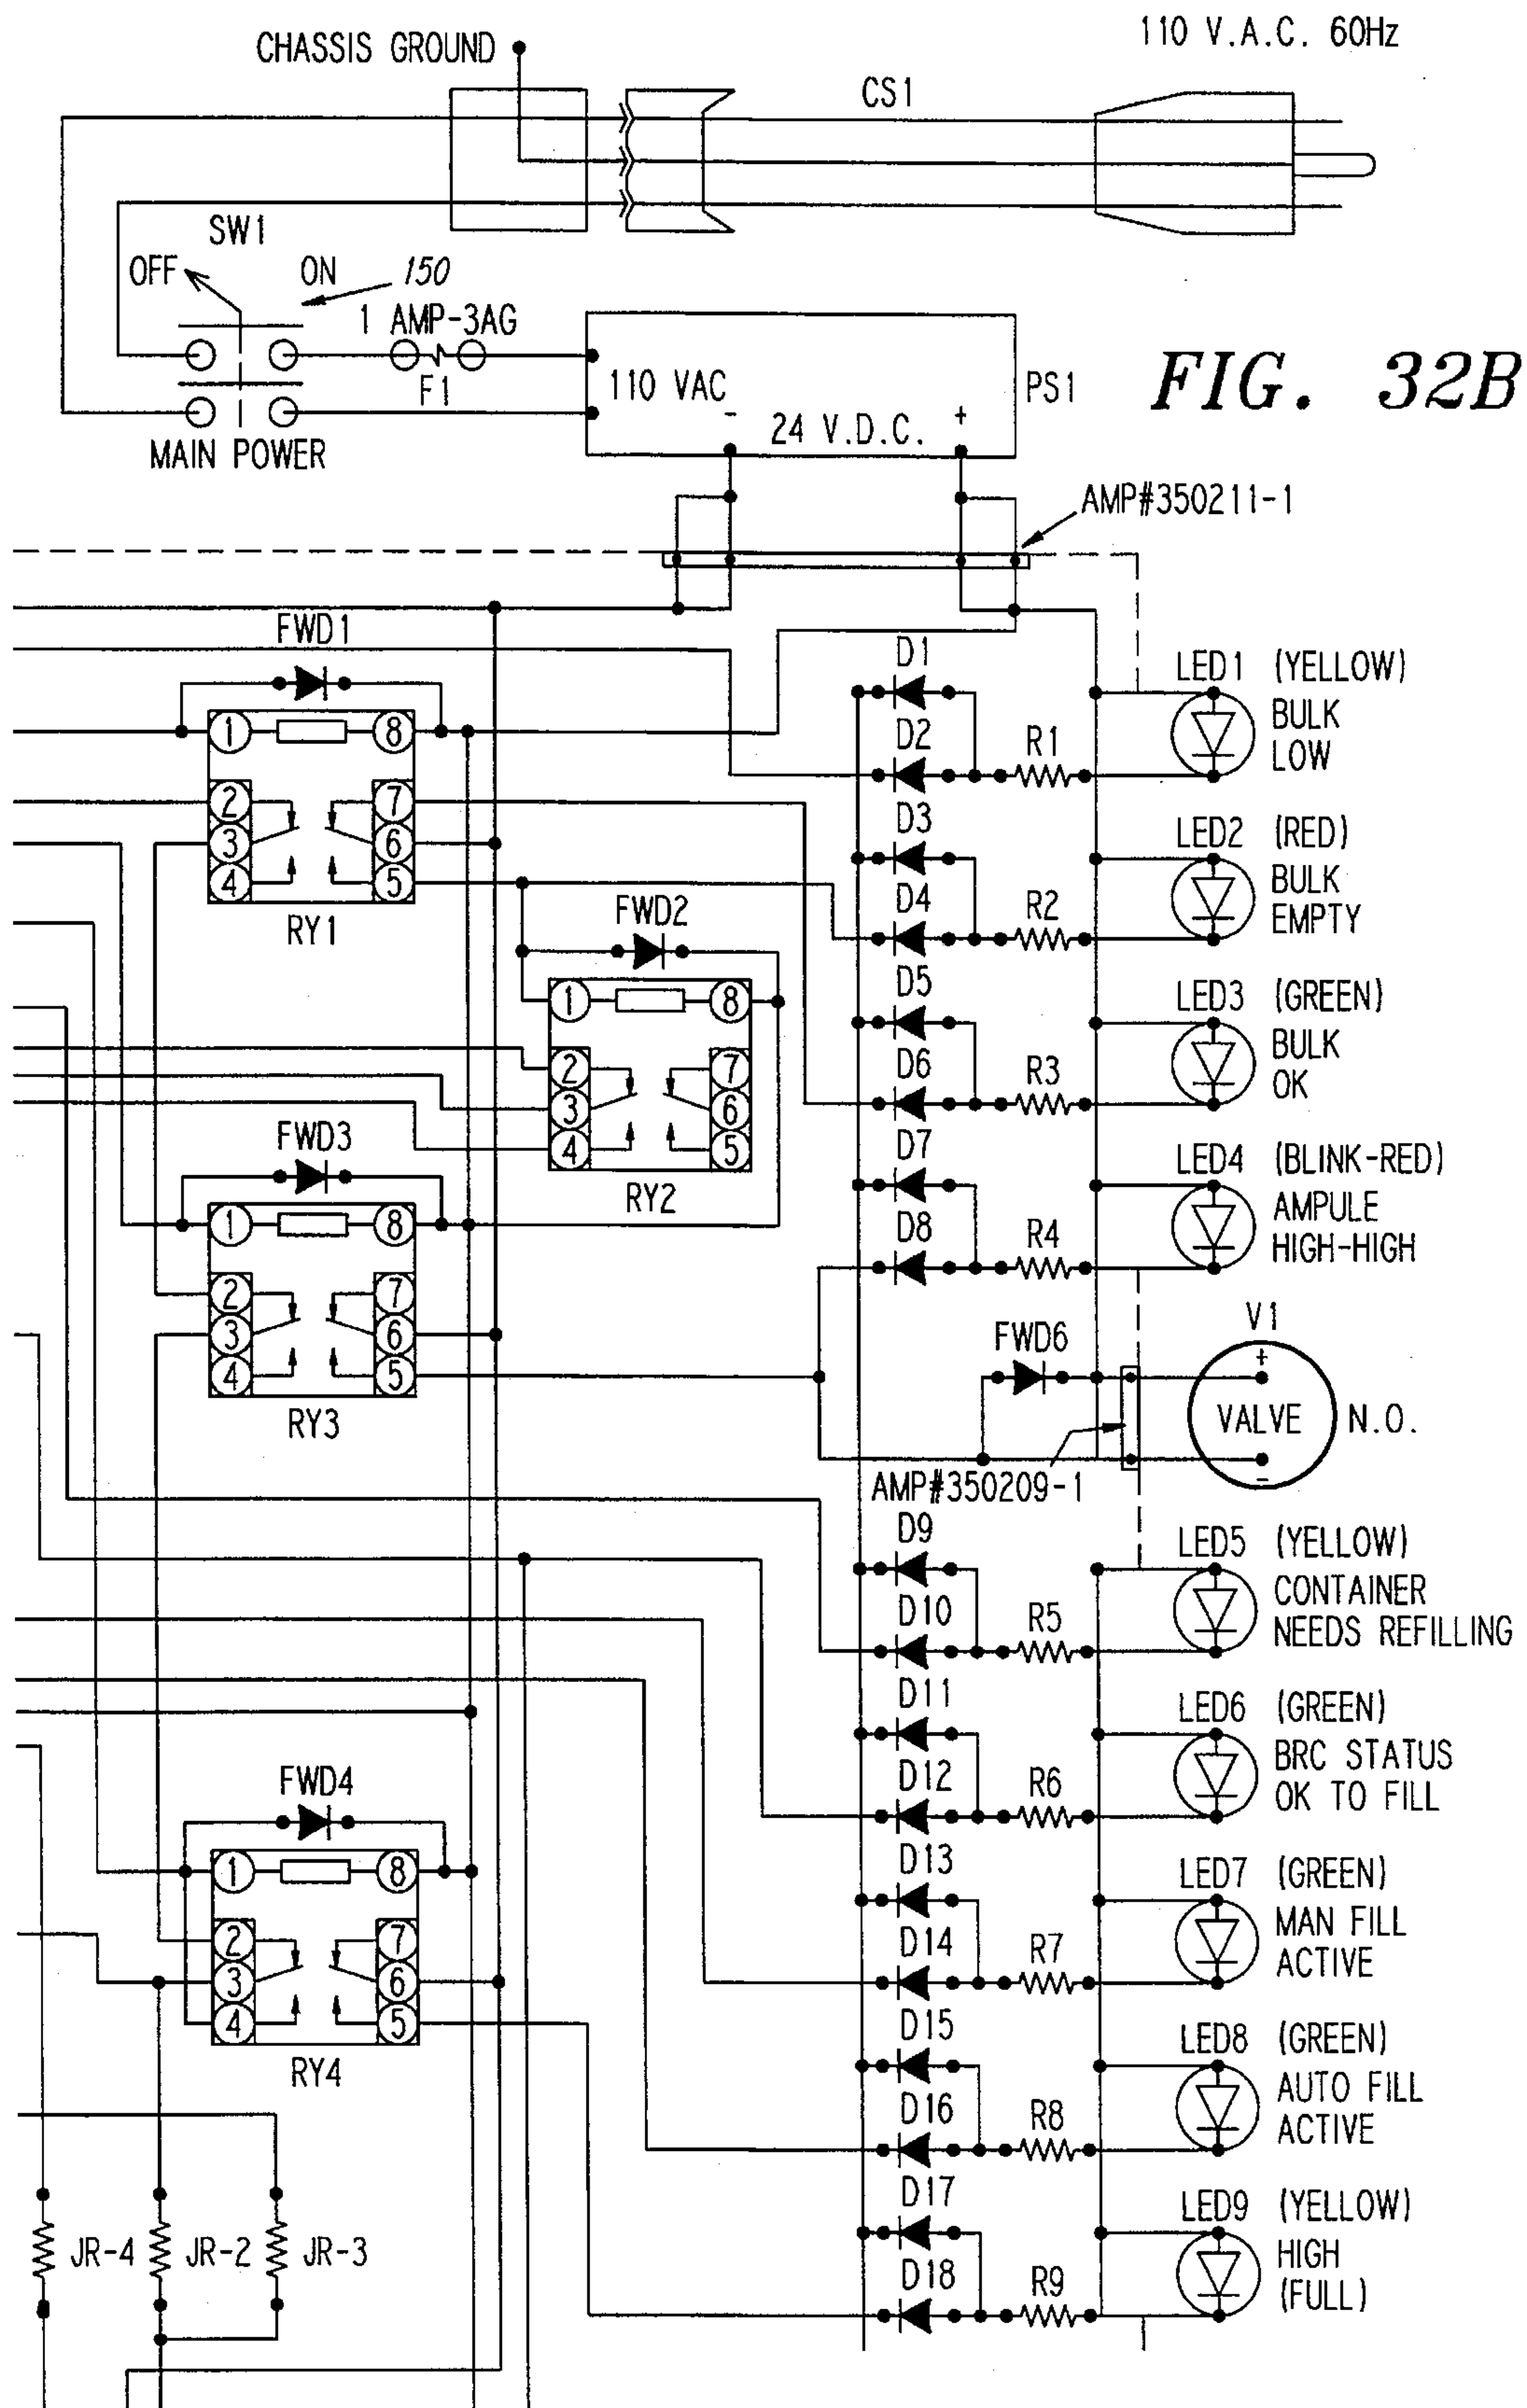 110 V.A.C. 60Hz
CHASSIS GROUND
CS1
SW1
OFF
ON
150
1 AMP-3AG
F1
MAIN POWER
110 VAC
-
24 V.D.C.
+
PS1
FIG. 32B
AMP#350211-1
FWD1
1
8
2
7
3
6
4
5
RY1
D1
LED1 (YELLOW)
BULK
LOW
D2
R1
D3
LED2 (RED)
BULK
EMPTY
D4
R2
FWD2
1
8
2
7
3
6
4
5
RY2
D5
LED3 (GREEN)
BULK
OK
D6
R3
FWD3
1
8
2
7
3
6
4
5
RY3
D7
LED4 (BLINK-RED)
AMPULE
HIGH-HIGH
D8
R4
FWD6
V1
+
VALVE
-
N.O.
AMP#350209-1
D9
LED5 (YELLOW)
CONTAINER
NEEDS REFILLING
D10
R5
D11
LED6 (GREEN)
BRC STATUS
OK TO FILL
D12
R6
FWD4
1
8
2
7
3
6
4
5
RY4
D13
LED7 (GREEN)
MAN FILL
ACTIVE
D14
R7
D15
LED8 (GREEN)
AUTO FILL
ACTIVE
D16
R8
D17
LED9 (YELLOW)
HIGH
(FULL)
D18
R9
JR-4
JR-2
JR-3